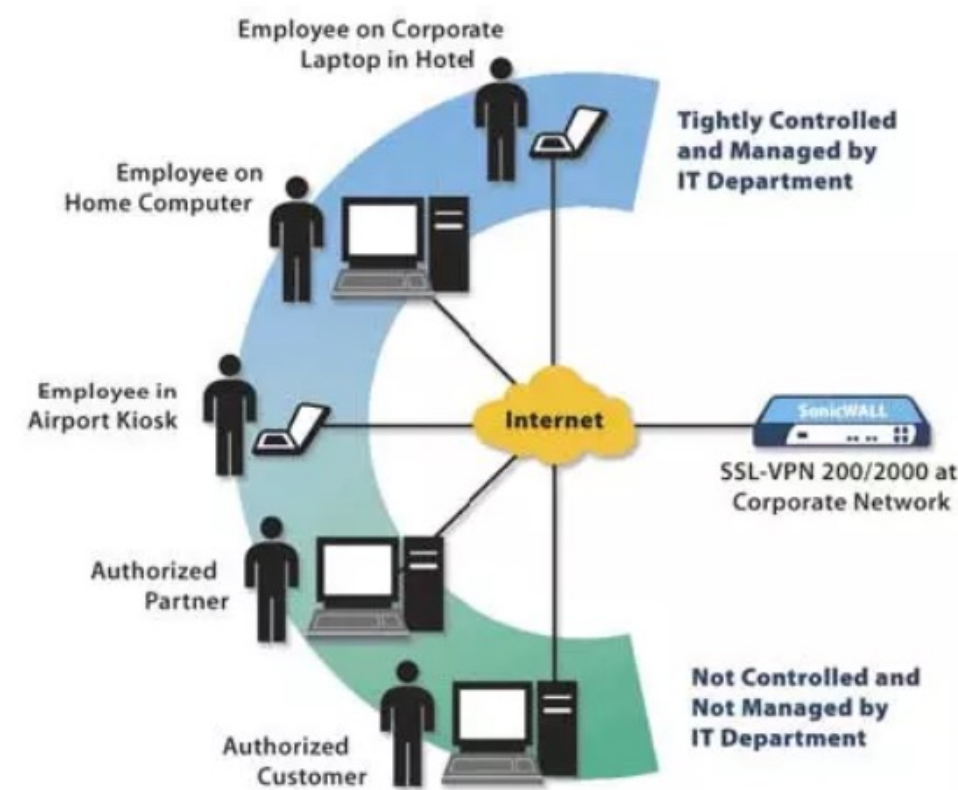 Employee on Corporate
Laptop in Hotel
Tightly Controlled
and Managed by
IT Department
Employee on
Home Computer
Employee in
Airport Kiosk
Internet
SonicWALL
SSL-VPN 200/2000 at
Corporate Network
Authorized
Partner
Not Controlled and
Not Managed by
IT Department
Authorized
Customer